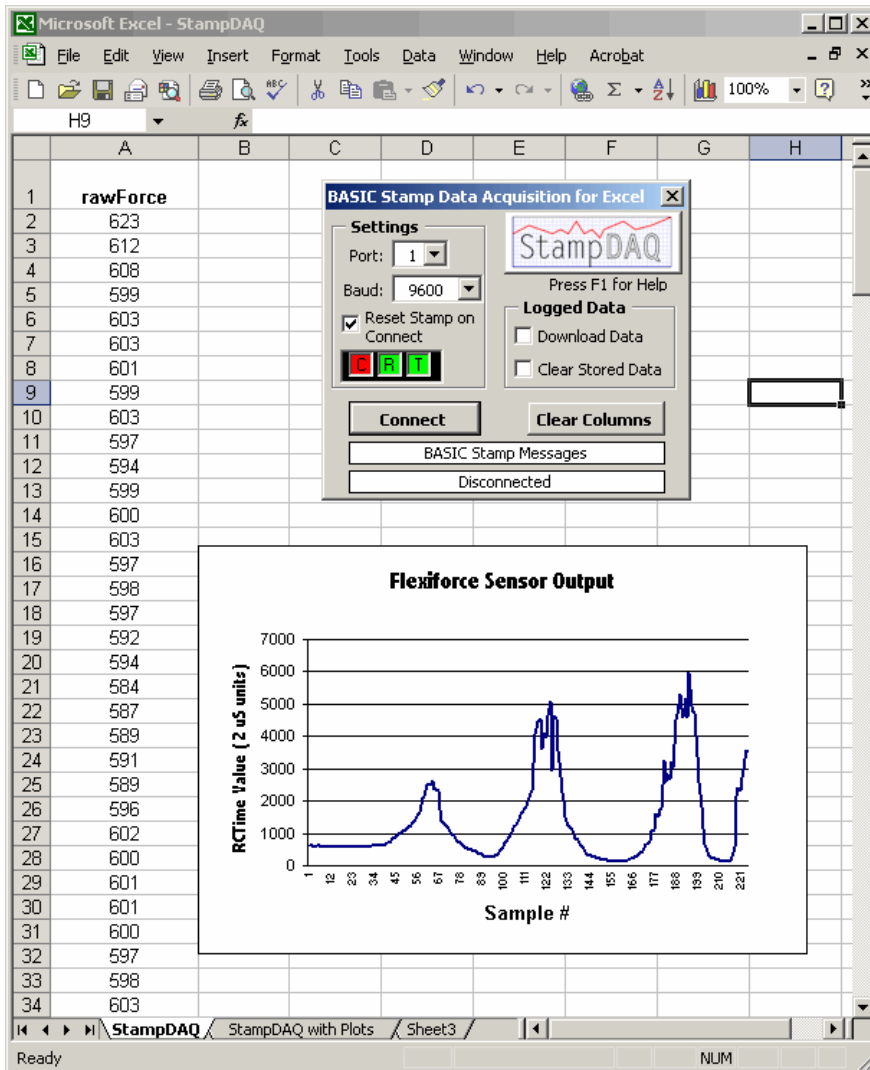 Microsoft Excel - StampDAQ
File Edit View Insert Format Tools Data Window Help Acrobat
ABC Σ A Z 100% ?
H9 fx
A B C D E F G H
1 rawForce
2 623
3 612
4 608
5 599
6 603
7 603
8 601
9 599
10 603
11 597
12 594
13 599
14 600
15 603
16 597
17 598
18 597
19 592
20 594
21 584
22 587
23 589
24 591
25 589
26 596
27 602
28 600
29 601
30 601
31 600
32 597
33 598
34 603
BASIC Stamp Data Acquisition for Excel
Settings
Port: 1
Baud: 9600
Reset Stamp on
Connect
C R T
StampDAQ
Press F1 for Help
Logged Data
Download Data
Clear Stored Data
Connect
Clear Columns
BASIC Stamp Messages
Disconnected
Flexiforce Sensor Output
RCTime Value ( 2 uS units)
7000
6000
5000
4000
3000
2000
1000
0
1 12 23 34 45 56 67 78 89 100 111 122 133 144 155 166 177 188 199 210 221
Sample #
StampDAQ StampDAQ with Plots Sheet3
Ready NUM